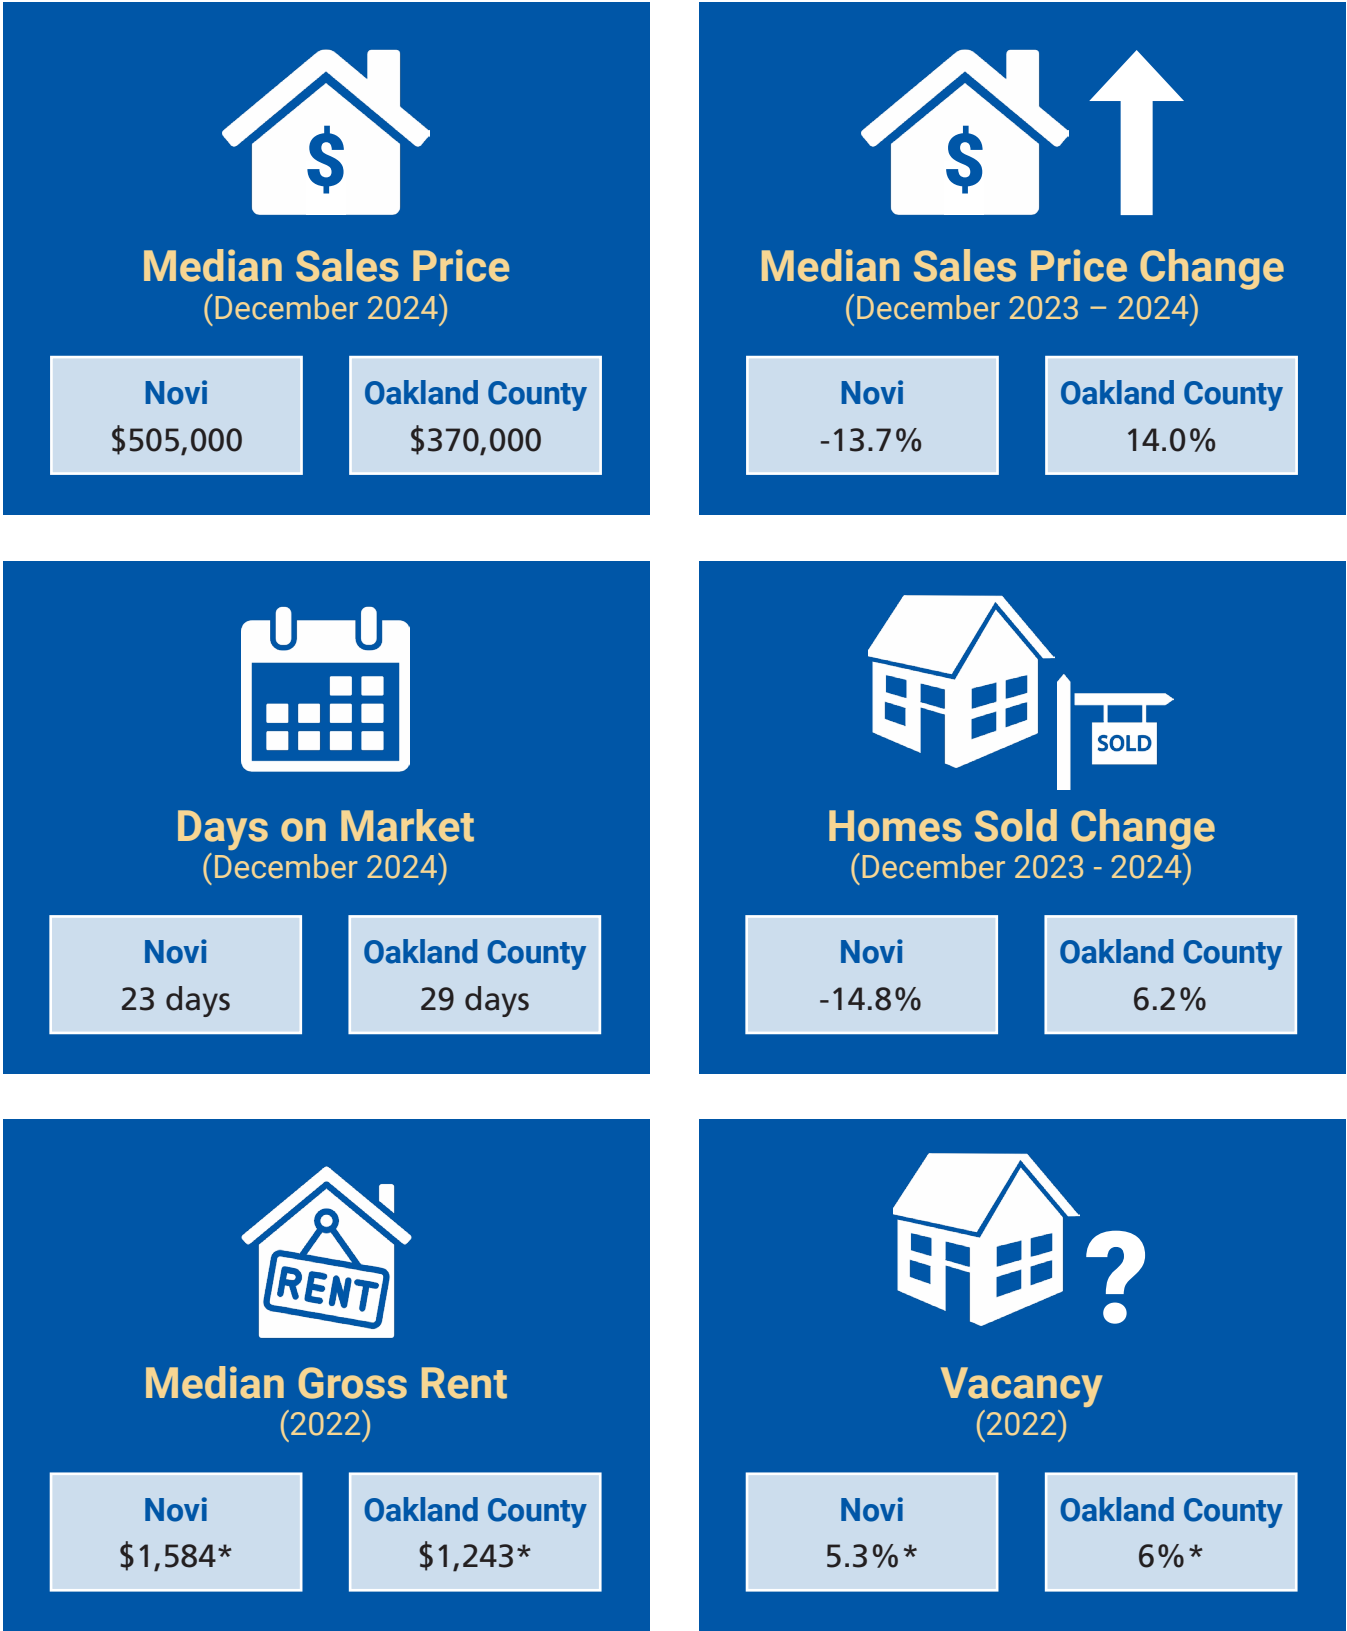 $
Median Sales Price
(December 2024)
Novi
$505,000
Oakland County
$370,000
$
Median Sales Price Change
(December 2023 – 2024)
Novi
-13.7%
Oakland County
14.0%
Days on Market
(December 2024)
Novi
23 days
Oakland County
29 days
SOLD
Homes Sold Change
(December 2023 - 2024)
Novi
-14.8%
Oakland County
6.2%
RENT
Median Gross Rent
(2022)
Novi
$1,584*
Oakland County
$1,243*
?
Vacancy
(2022)
Novi
5.3%*
Oakland County
6%*